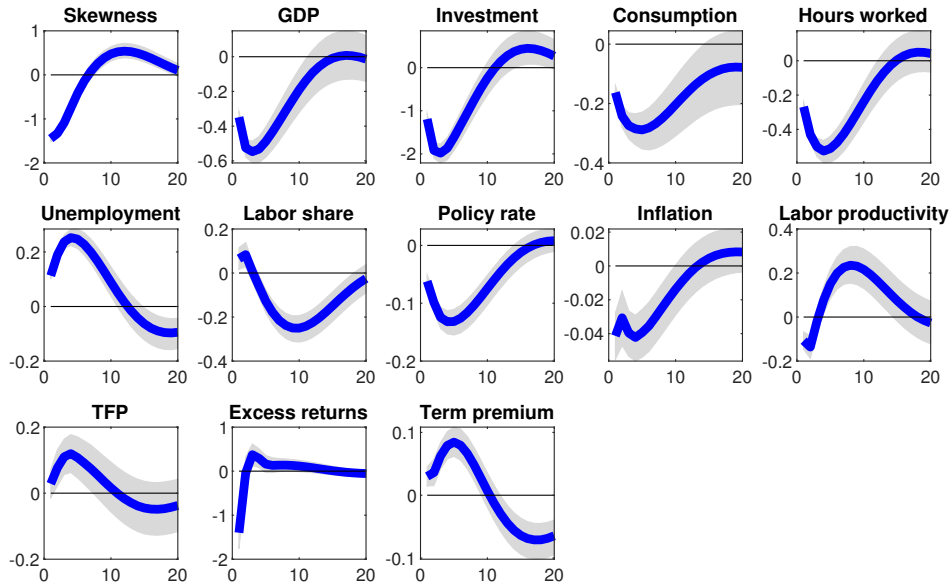 Skewness
1
0
-1
-2
0 10 20
GDP
0
-0.2
-0.4
-0.6
0 10 20
Investment
0
-1
-2
0 10 20
Consumption
0
-0.2
-0.4
0 10 20
Hours worked
0
-0.2
-0.4
0 10 20
Unemployment
0.2
0
-0.2
0 10 20
Labor share
0.2
0
-0.2
-0.4
0 10 20
Policy rate
0
-0.1
-0.2
0 10 20
Inflation
0.02
0
-0.02
-0.04
0 10 20
Labor productivity
0.4
0.2
0
-0.2
0 10 20
TFP
0.2
0
-0.2
0 10 20
Excess returns
1
0
-1
-2
0 10 20
Term premium
0.1
0
-0.1
0 10 20